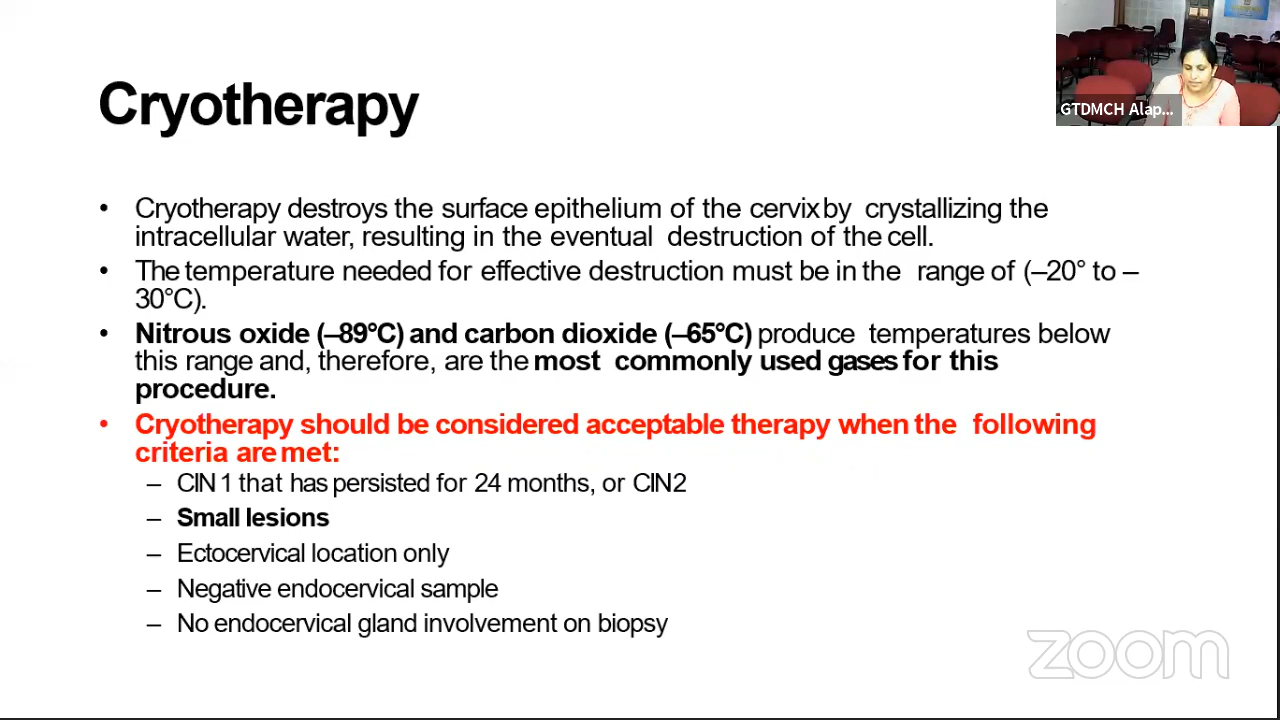 Cryotherapy
GTDMCH Alap...
• Cryotherapy destroys the surface epithelium of the cervix by crystallizing the
intracellular water, resulting in the eventual destruction of the cell.
• The temperature needed for effective destruction must be in the range of (–20° to –
30°C).
• Nitrous oxide (–89°C) and carbon dioxide (–65°C) produce temperatures below
this range and, therefore, are the most commonly used gases for this
procedure.
• Cryotherapy should be considered acceptable therapy when the following
criteria are met:
– CIN 1 that has persisted for 24 months, or CIN2
– Small lesions
– Ectocervical location only
– Negative endocervical sample
– No endocervical gland involvement on biopsy
zoom